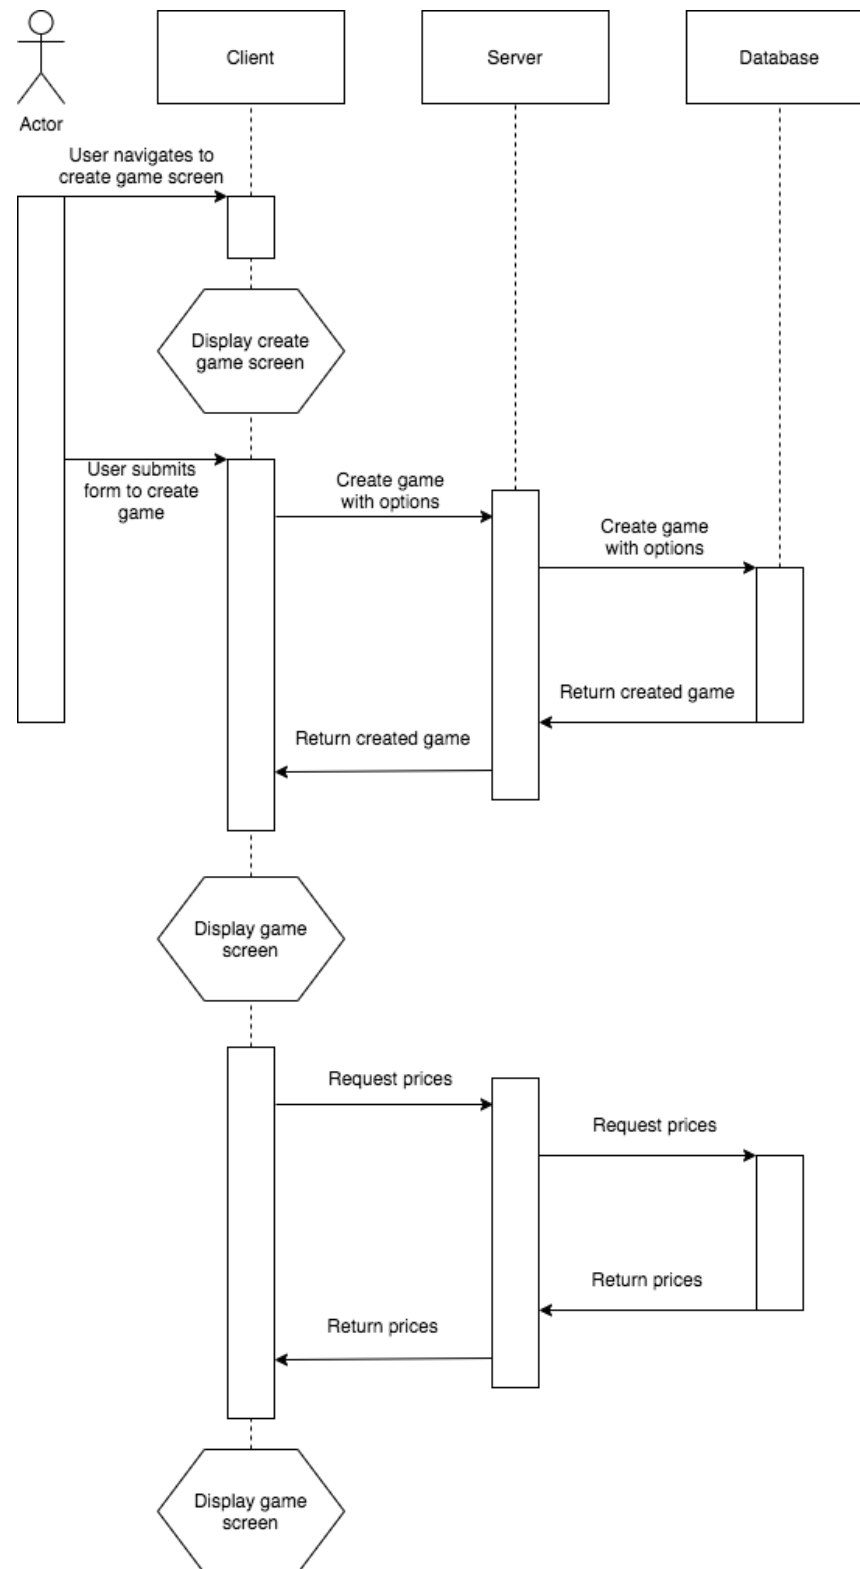 Client
Server
Database
Actor
User navigates to
create game screen
Display create
game screen
User submits
form to create
game
Create game
with options
Create game
with options
Return created game
Return created game
Display game
screen
Request prices
Request prices
Return prices
Return prices
Display game
screen